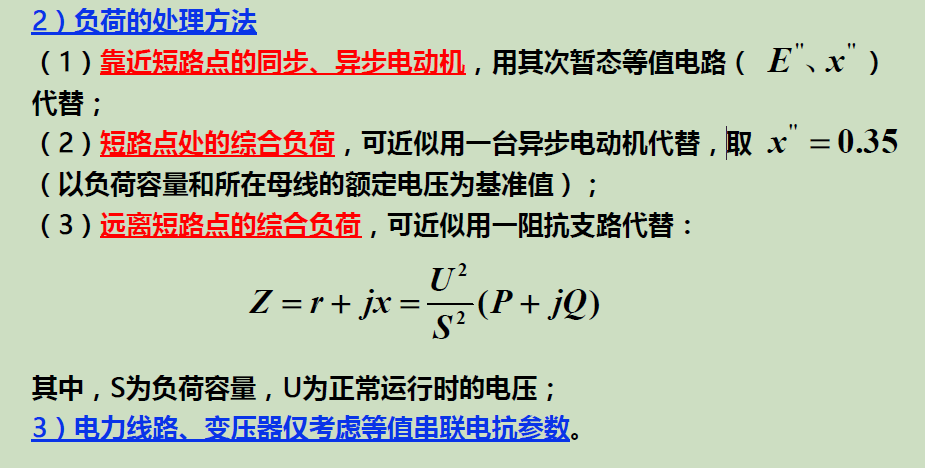 2）负荷的处理方法
（1）靠近短路点的同步、异步电动机，用其次暂态等值电路（ E"、x" ）
代替；
（2）短路点处的综合负荷，可近似用一台异步电动机代替，取 x" = 0.35
（以负荷容量和所在母线的额定电压为基准值）；
（3）远离短路点的综合负荷，可近似用一阻抗支路代替：
Z = r + jx = U²/S² (P + jQ)
其中，S为负荷容量，U为正常运行时的电压；
3）电力线路、变压器仅考虑等值串联电抗参数。